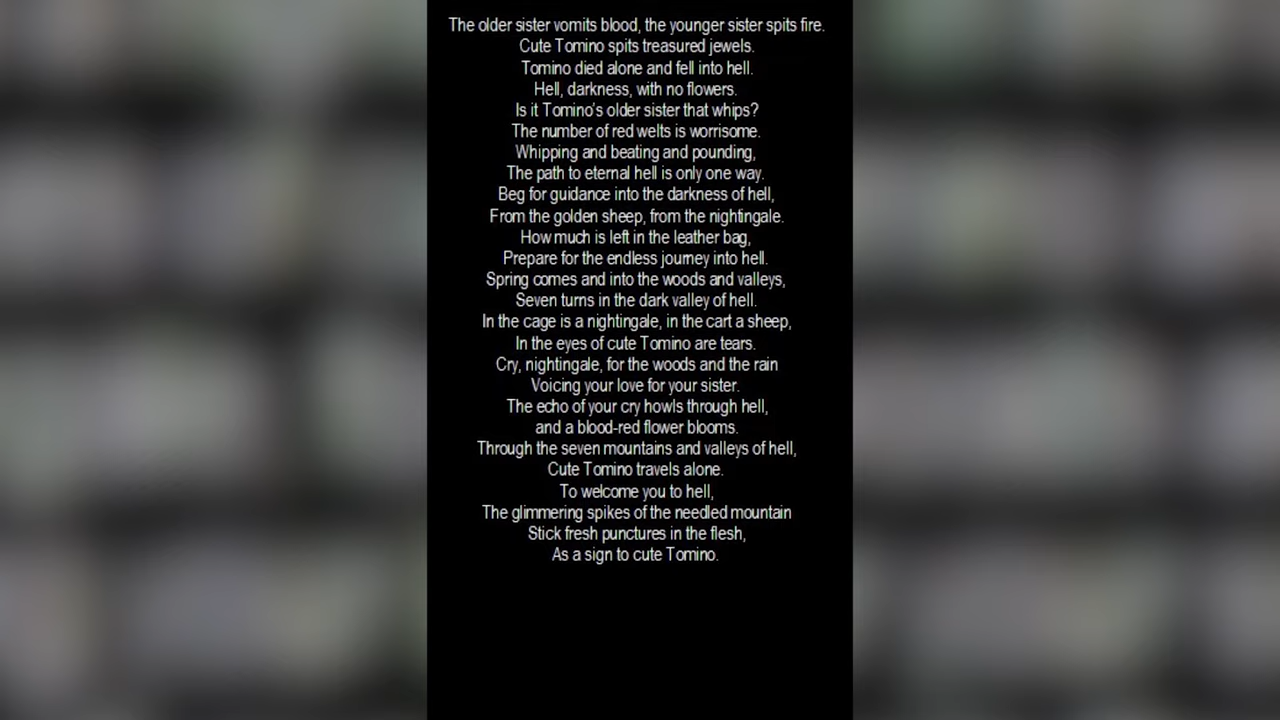 The older sister vomits blood, the younger sister spits fire.
Cute Tomino spits treasured jewels.
Tomino died alone and fell into hell.
Hell, darkness, with no flowers.
Is it Tomino's older sister that whips?
The number of red welts is worrisome.
Whipping and beating and pounding,
The path to eternal hell is only one way.
Beg for guidance into the darkness of hell,
From the golden sheep, from the nightingale.
How much is left in the leather bag,
Prepare for the endless journey into hell.
Spring comes and into the woods and valleys,
Seven turns in the dark valley of hell.
In the cage is a nightingale, in the cart a sheep,
In the eyes of cute Tomino are tears.
Cry, nightingale, for the woods and the rain
Voicing your love for your sister.
The echo of your cry howls through hell,
and a blood-red flower blooms.
Through the seven mountains and valleys of hell,
Cute Tomino travels alone.
To welcome you to hell,
The glimmering spikes of the needled mountain
Stick fresh punctures in the flesh,
As a sign to cute Tomino.